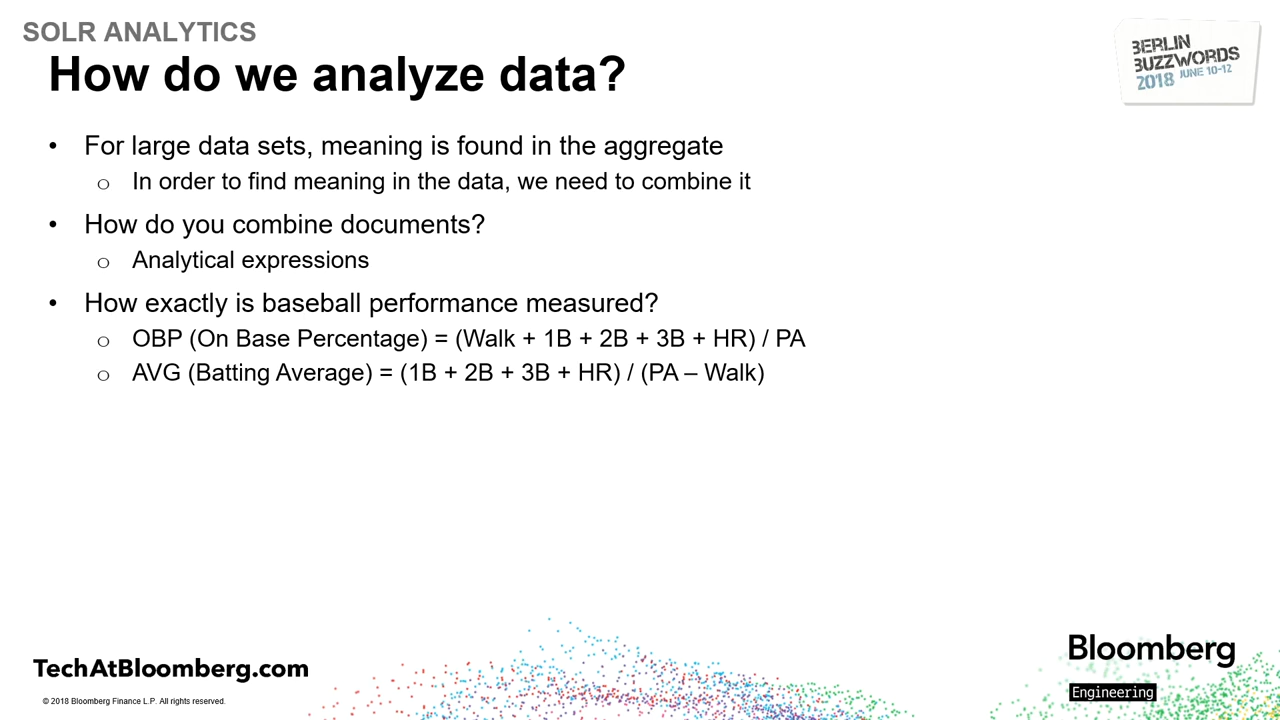 SOLR ANALYTICS
How do we analyze data?
BERLIN
BUZZWORDS
2018 JUNE 10-12
• For large data sets, meaning is found in the aggregate
o In order to find meaning in the data, we need to combine it
• How do you combine documents?
o Analytical expressions
• How exactly is baseball performance measured?
o OBP (On Base Percentage) = (Walk + 1B + 2B + 3B + HR) / PA
o AVG (Batting Average) = (1B + 2B + 3B + HR) / (PA – Walk)
TechAtBloomberg.com
© 2018 Bloomberg Finance L.P. All rights reserved.
Bloomberg
Engineering